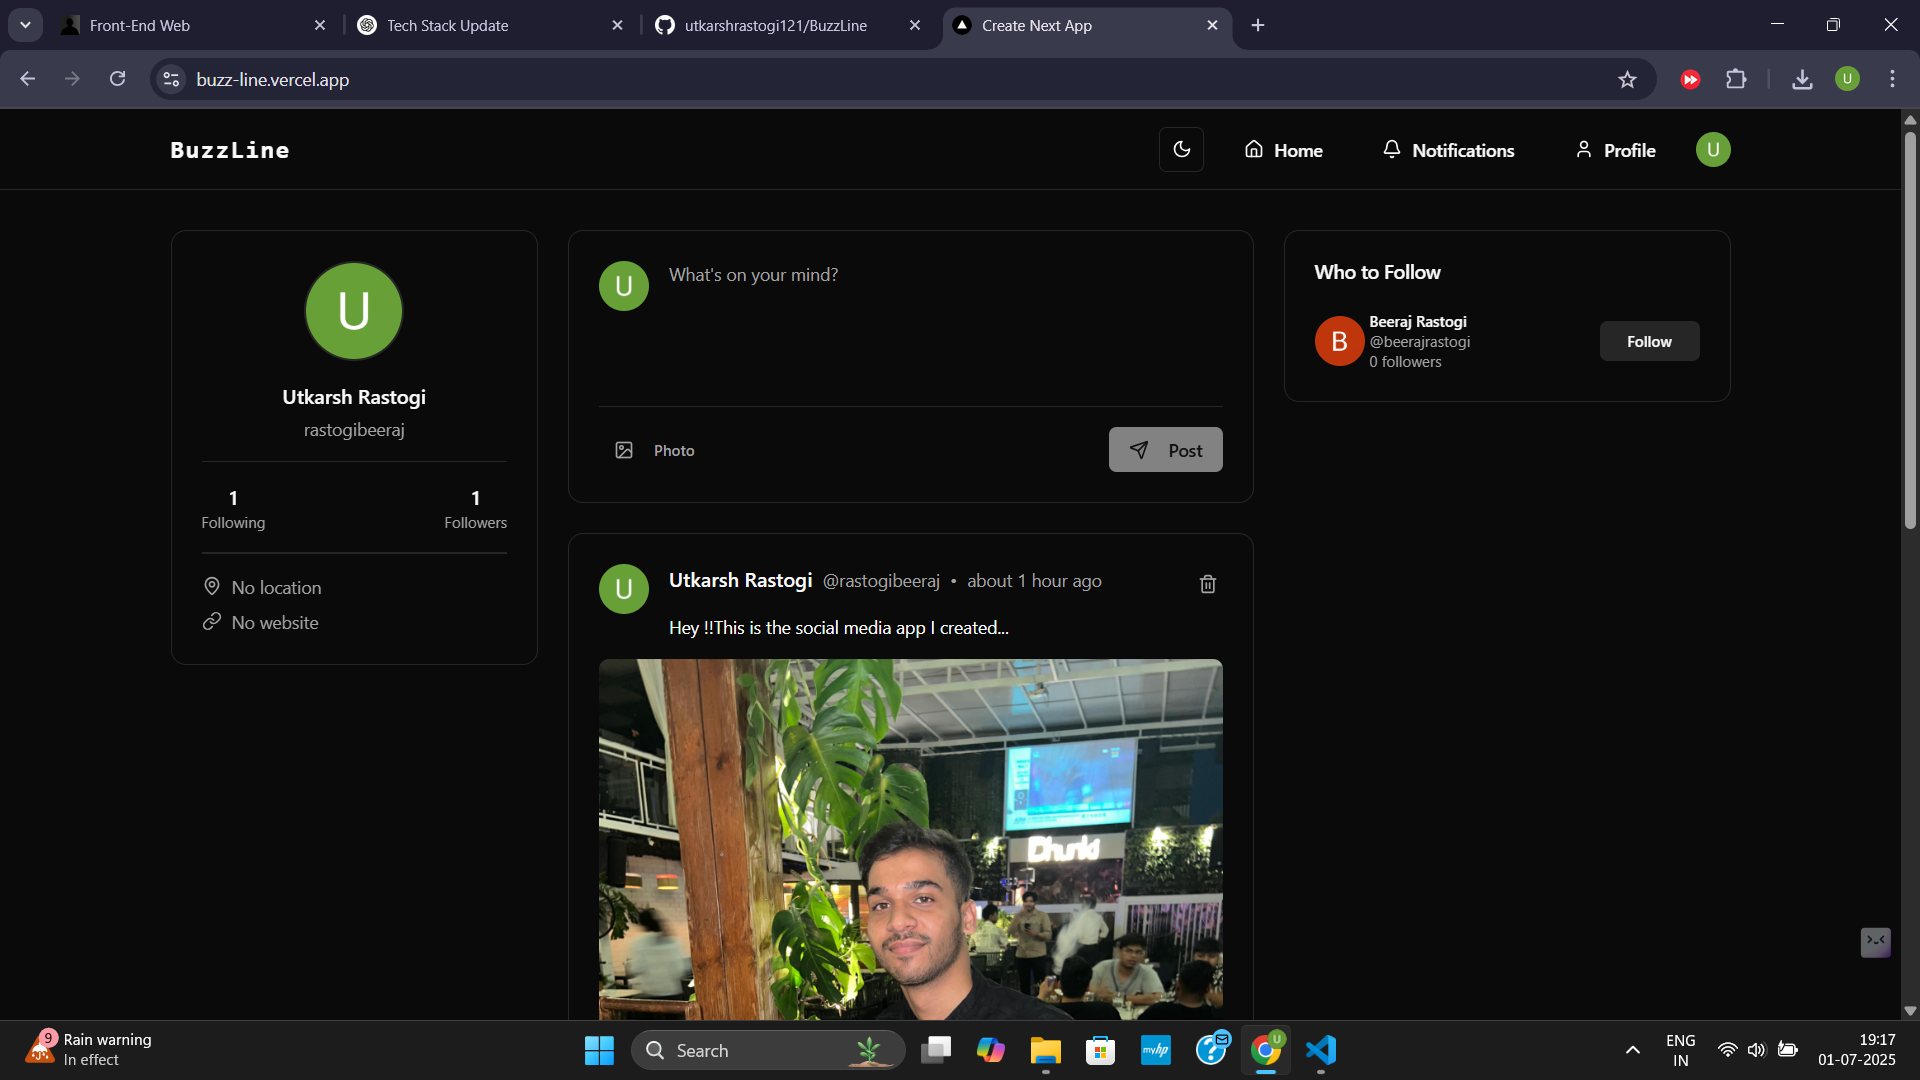 Front-End Web
Tech Stack Update
utkarshrastogi121/BuzzLine
Create Next App
buzz-line.vercel.app
U
BuzzLine
Home
Notifications
Profile
U
U
Utkarsh Rastogi
rastogibeeraj
1
Following
1
Followers
No location
No website
U
What's on your mind?
Photo
Post
U
Utkarsh Rastogi @rastogibeeraj • about 1 hour ago
Hey !!This is the social media app I created...
Dhunki
Who to Follow
B
Beeraj Rastogi
@beerajrastogi
0 followers
Follow
9
Rain warning
In effect
Search
myhp
?
U
ENG
IN
19:17
01-07-2025